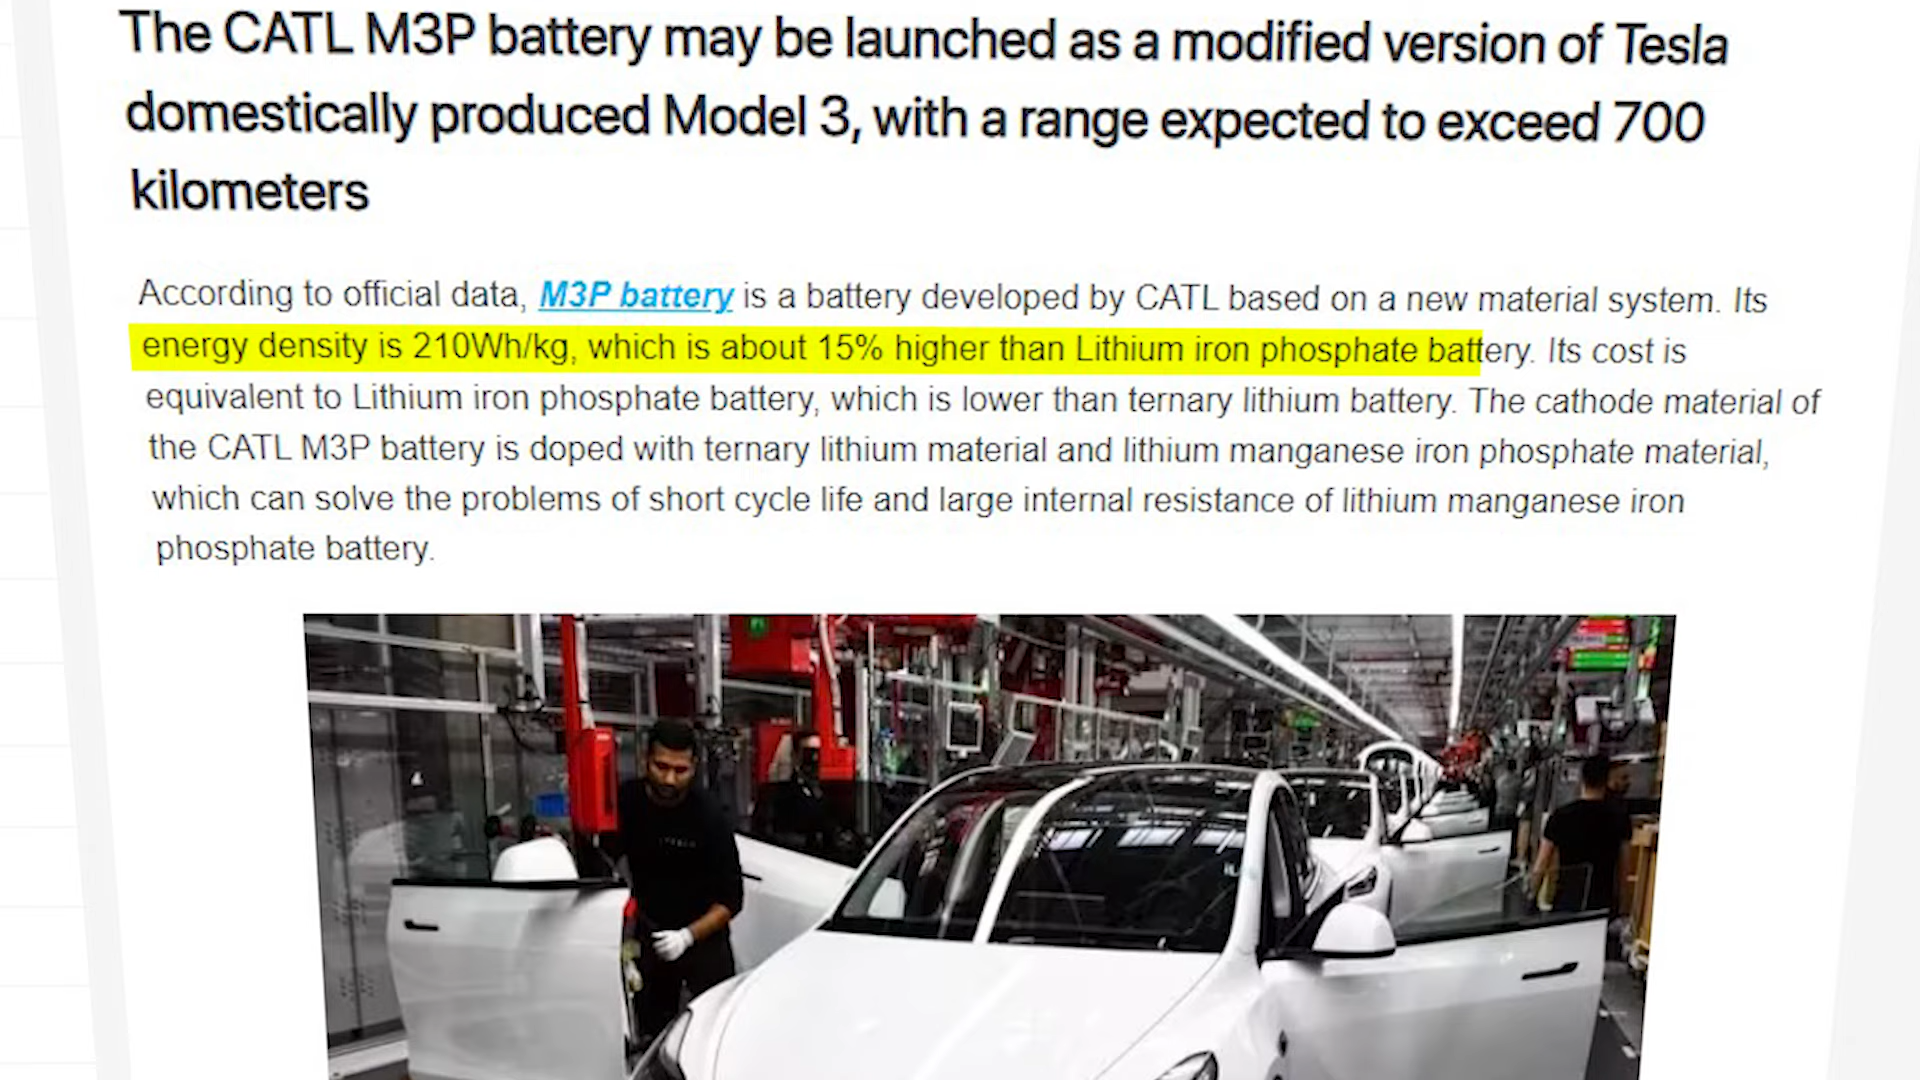 The CATL M3P battery may be launched as a modified version of Tesla
domestically produced Model 3, with a range expected to exceed 700
kilometers
According to official data, M3P battery is a battery developed by CATL based on a new material system. Its
energy density is 210Wh/kg, which is about 15% higher than Lithium iron phosphate battery. Its cost is
equivalent to Lithium iron phosphate battery, which is lower than ternary lithium battery. The cathode material of
the CATL M3P battery is doped with ternary lithium material and lithium manganese iron phosphate material,
which can solve the problems of short cycle life and large internal resistance of lithium manganese iron
phosphate battery.